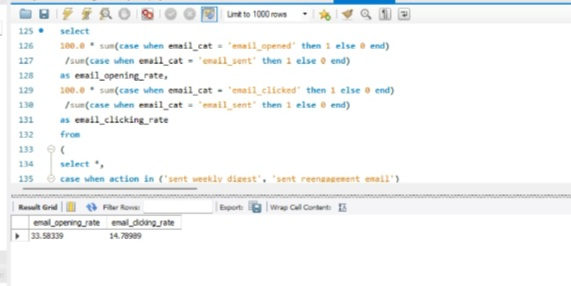 Limit to 1000 rows
125 select
126 100.0 * sum(case when email_cat = 'email_opened' then 1 else 0 end)
127 /sum(case when email_cat = 'email_sent' then 1 else 0 end)
128 as email_opening_rate,
129 100.0 * sum(case when email_cat = 'email_clicked' then 1 else 0 end)
130 /sum(case when email_cat = 'email_sent' then 1 else 0 end)
131 as email_clicking_rate
132 from
133 (
134 select *,
135 case when action in ('sent weekly digest', 'sent reengagement email')
Result Grid Filter Rows: Export: Wrap Cell Content:
email_opening_rate email_clicking_rate
33.58339 14.78989